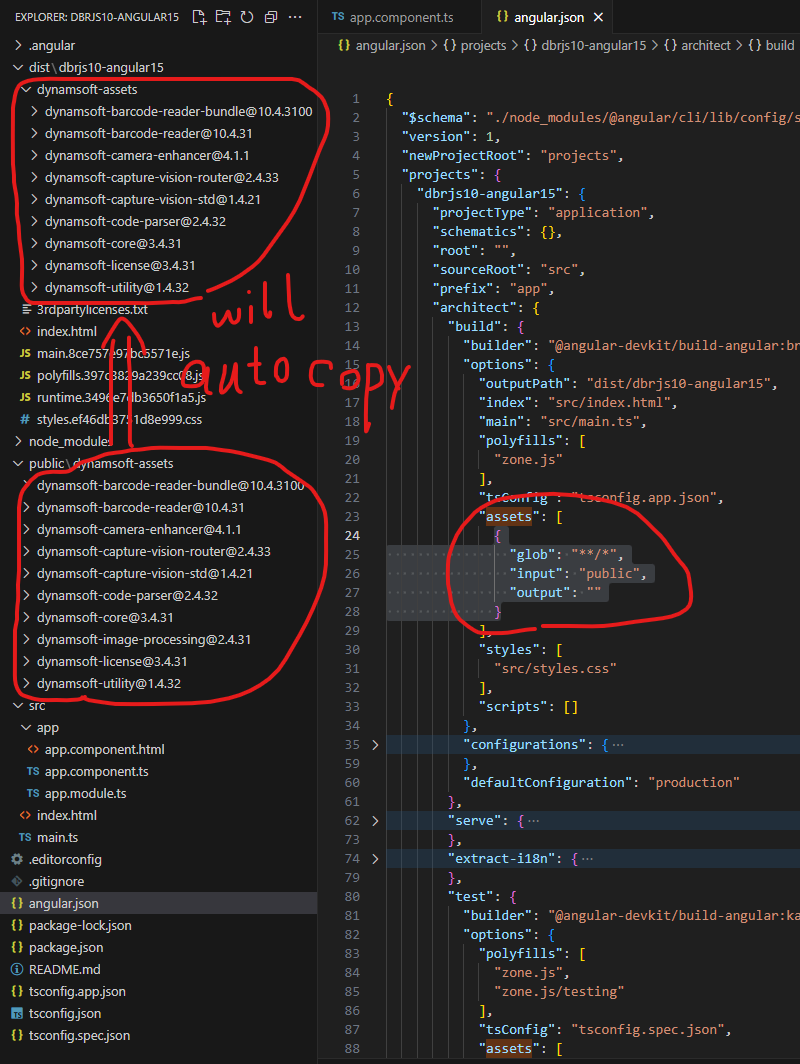 EXPLORER: DBRJS10-ANGULAR15
TS app.component.ts
{} angular.json ×
{} angular.json > {} projects > {} dbrjs10-angular15 > {} architect > {} build
> .angular
dist\dbrjs10-angular15
dynamsoft-assets
> dynamsoft-barcode-reader-bundle@10.4.3100
> dynamsoft-barcode-reader@10.4.31
> dynamsoft-camera-enhancer@4.1.1
> dynamsoft-capture-vision-router@2.4.33
> dynamsoft-capture-vision-std@1.4.21
> dynamsoft-code-parser@2.4.32
> dynamsoft-core@3.4.31
> dynamsoft-license@3.4.31
> dynamsoft-utility@1.4.32
3rdpartylicenses.txt
<> index.html
JS main.8ce757e97bc5571e.js
JS polyfills.397c3829a239cc08.js
JS runtime.3496e7db3650f1a5.js
# styles.ef46db3751d8e999.css
> node_modules
public\dynamsoft-assets
> dynamsoft-barcode-reader-bundle@10.4.3100
> dynamsoft-barcode-reader@10.4.31
> dynamsoft-camera-enhancer@4.1.1
> dynamsoft-capture-vision-router@2.4.33
> dynamsoft-capture-vision-std@1.4.21
> dynamsoft-code-parser@2.4.32
> dynamsoft-core@3.4.31
> dynamsoft-image-processing@2.4.31
> dynamsoft-license@3.4.31
> dynamsoft-utility@1.4.32
src
app
<> app.component.html
TS app.component.ts
TS app.module.ts
<> index.html
TS main.ts
.editorconfig
.gitignore
{} angular.json
{} package-lock.json
{} package.json
README.md
{} tsconfig.app.json
TS tsconfig.json
{} tsconfig.spec.json
will
auto copy
1 {
2 "$schema": "./node_modules/@angular/cli/lib/config/s
3 "version": 1,
4 "newProjectRoot": "projects",
5 "projects": {
6 "dbrjs10-angular15": {
7 "projectType": "application",
8 "schematics": {},
9 "root": "",
10 "sourceRoot": "src",
11 "prefix": "app",
12 "architect": {
13 "build": {
14 "builder": "@angular-devkit/build-angular:br
15 "options": {
16 "outputPath": "dist/dbrjs10-angular15",
17 "index": "src/index.html",
18 "main": "src/main.ts",
19 "polyfills": [
20 "zone.js"
21 ],
22 "tsConfig": "tsconfig.app.json",
23 "assets": [
24 {
25 "glob": "**/*",
26 "input": "public",
27 "output": ""
28 }
29 ],
30 "styles": [
31 "src/styles.css"
32 ],
33 "scripts": []
34 },
35 > "configurations": { ···
59 },
60 "defaultConfiguration": "production"
61 },
62 > "serve": { ···
73 },
74 > "extract-i18n": { ···
79 },
80 "test": {
81 "builder": "@angular-devkit/build-angular:ka
82 "options": {
83 "polyfills": [
84 "zone.js",
85 "zone.js/testing"
86 ],
87 "tsConfig": "tsconfig.spec.json",
88 "assets": [